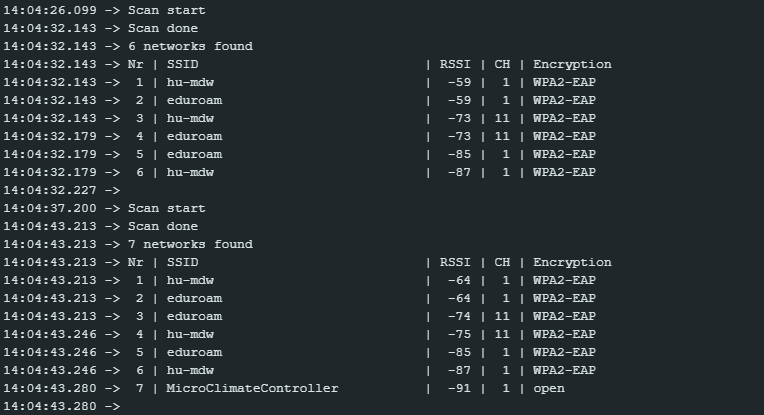 14:04:26.099 -> Scan start
14:04:32.143 -> Scan done
14:04:32.143 -> 6 networks found
14:04:32.143 -> Nr | SSID                             | RSSI | CH | Encryption
14:04:32.143 ->  1 | hu-mdw                           |  -59 |  1 | WPA2-EAP
14:04:32.143 ->  2 | eduroam                          |  -59 |  1 | WPA2-EAP
14:04:32.143 ->  3 | hu-mdw                           |  -73 | 11 | WPA2-EAP
14:04:32.179 ->  4 | eduroam                          |  -73 | 11 | WPA2-EAP
14:04:32.179 ->  5 | eduroam                          |  -85 |  1 | WPA2-EAP
14:04:32.179 ->  6 | hu-mdw                           |  -87 |  1 | WPA2-EAP
14:04:32.227 ->
14:04:37.200 -> Scan start
14:04:43.213 -> Scan done
14:04:43.213 -> 7 networks found
14:04:43.213 -> Nr | SSID                             | RSSI | CH | Encryption
14:04:43.213 ->  1 | hu-mdw                           |  -64 |  1 | WPA2-EAP
14:04:43.213 ->  2 | eduroam                          |  -64 |  1 | WPA2-EAP
14:04:43.213 ->  3 | eduroam                          |  -74 | 11 | WPA2-EAP
14:04:43.246 ->  4 | hu-mdw                           |  -75 | 11 | WPA2-EAP
14:04:43.246 ->  5 | eduroam                          |  -85 |  1 | WPA2-EAP
14:04:43.246 ->  6 | hu-mdw                           |  -87 |  1 | WPA2-EAP
14:04:43.280 ->  7 | MicroClimateController           |  -91 |  1 | open
14:04:43.280 ->